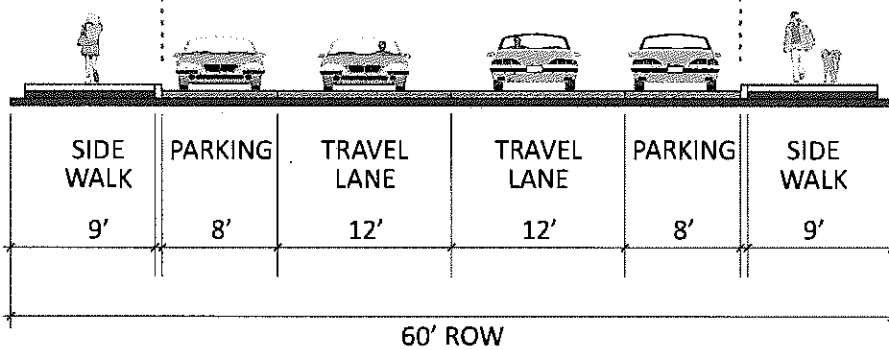 SIDE PARKING TRAVEL TRAVEL PARKING SIDE
WALK LANE LANE WALK
9' 8' 12' 12' 8' 9'
60' ROW